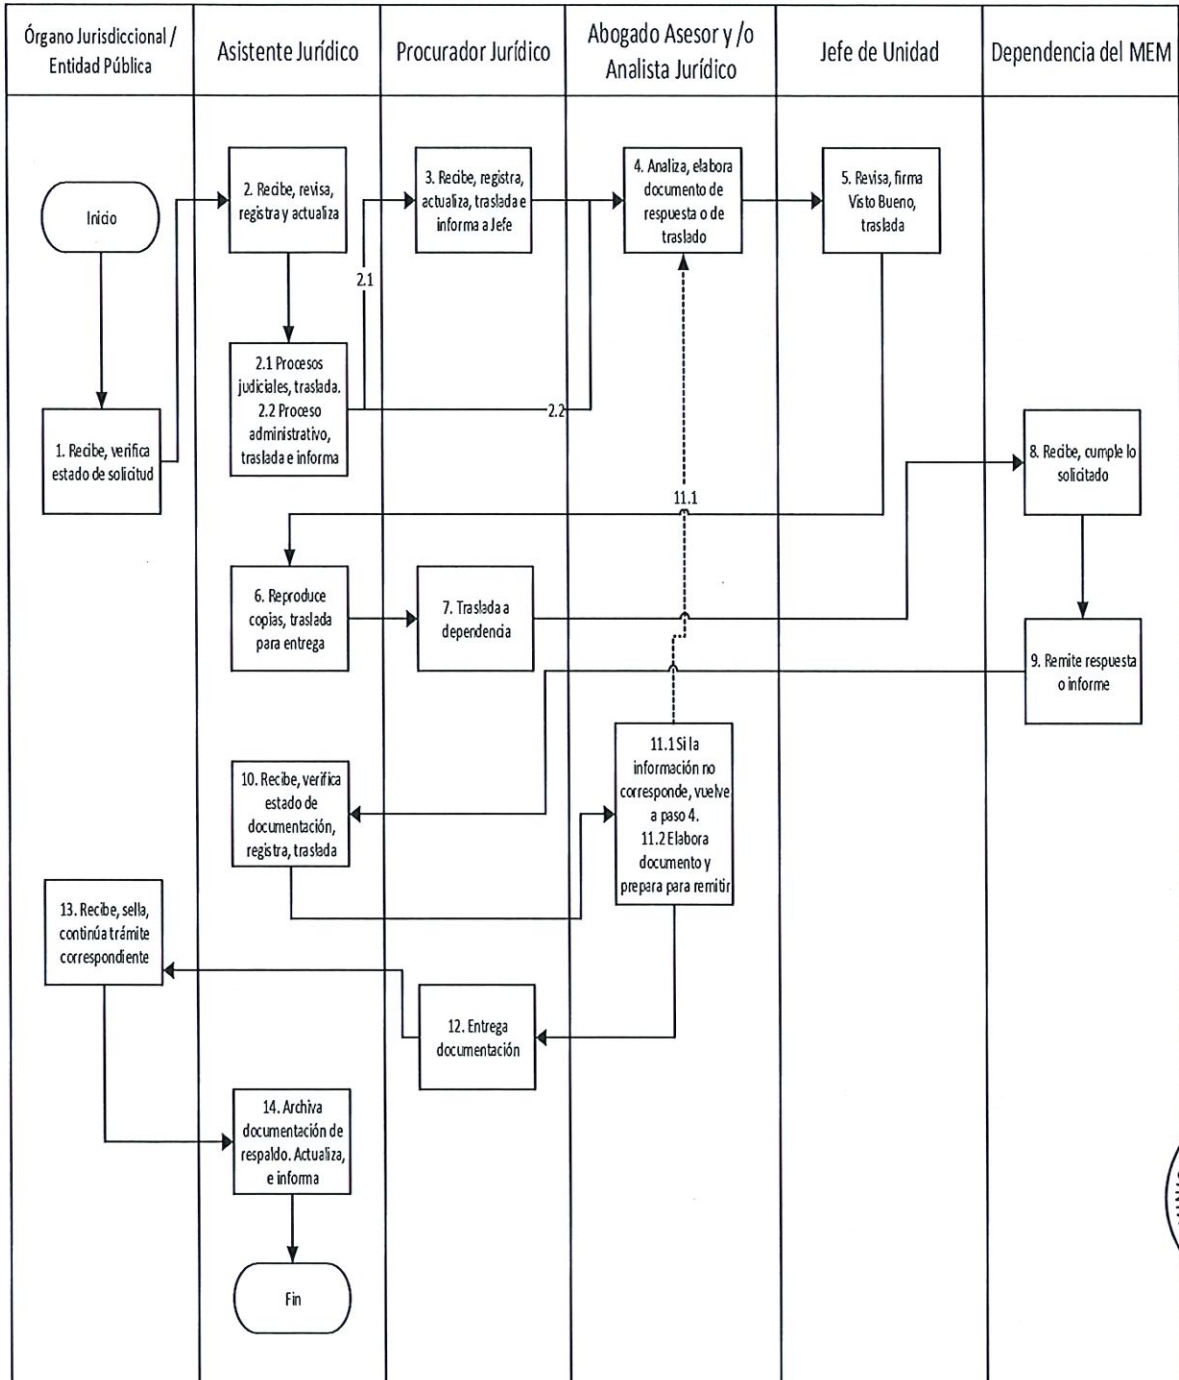 Órgano Jurisdiccional /
Entidad Pública
Asistente Jurídico
Procurador Jurídico
Abogado Asesor y /o
Analista Jurídico
Jefe de Unidad
Dependencia del MEM
Inicio
2. Recibe, revisa,
registra y actualiza
3. Recibe, registra,
actualiza, traslada e
informa a Jefe
4. Analiza, elabora
documento de
respuesta o de
traslado
5. Revisa, firma
Visto Bueno,
traslada
2.1
2.1 Procesos
judiciales, traslada.
2.2 Proceso
administrativo,
traslada e informa
2.2
1. Recibe, verifica
estado de solicitud
8. Recibe, cumple lo
solicitado
11.1
6. Reproduce
copias, traslada
para entrega
7. Traslada a
dependencia
9. Remite respuesta
o informe
11.1 Si la
información no
corresponde, vuelve
a paso 4.
11.2 Elabora
documento y
prepara para remitir
10. Recibe, verifica
estado de
documentación,
registra, traslada
13. Recibe, sella,
continúa trámite
correspondiente
12. Entrega
documentación
14. Archiva
documentación de
respaldo. Actualiza,
e informa
Fin